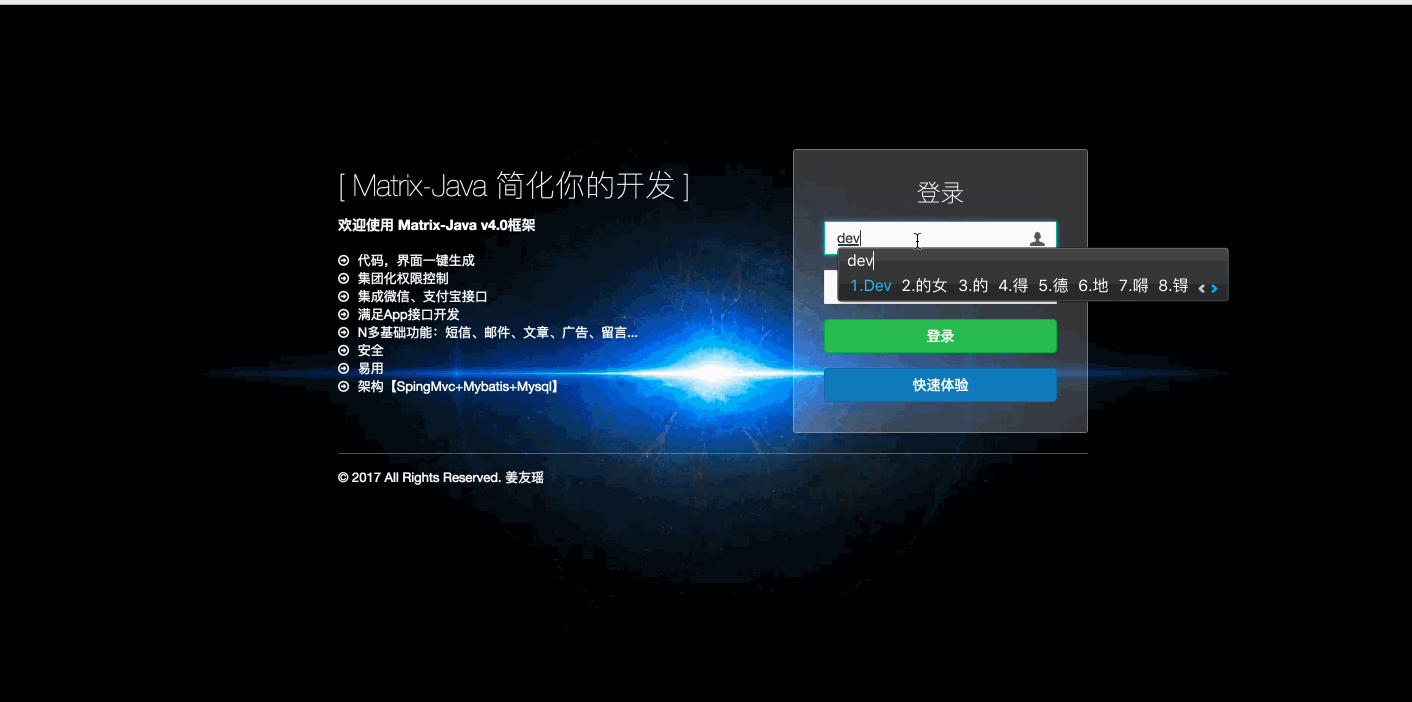 [ Matrix-Java 简化你的开发 ]
欢迎使用 Matrix-Java v4.0框架
代码，界面一键生成
集团化权限控制
集成微信、支付宝接口
满足App接口开发
N多基础功能：短信、邮件、文章、广告、留言...
安全
易用
架构【SpingMvc+Mybatis+Mysql】
登录
dev
dev
1.Dev 2.的女 3.的 4.得 5.德 6.地 7.嘚 8.锝
登录
快速体验
© 2017 All Rights Reserved. 姜友瑶